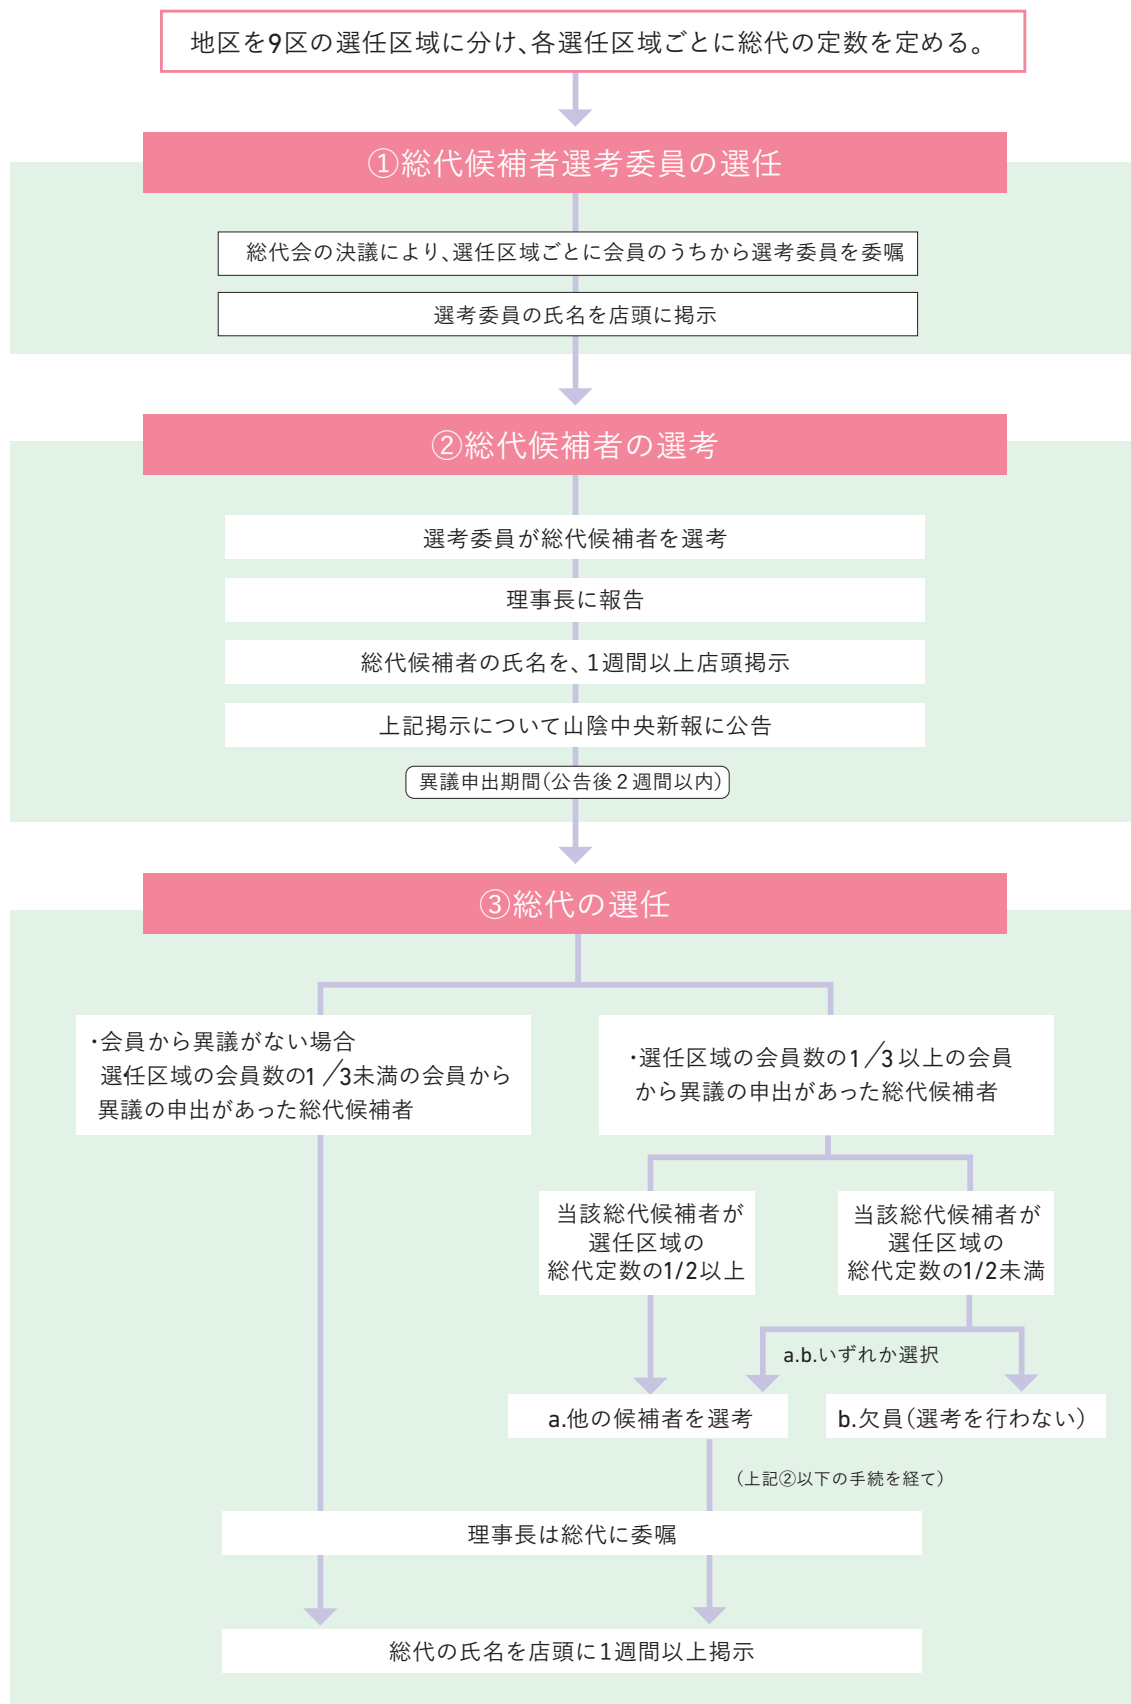 地区を9区の選任区域に分け、各選任区域ごとに総代の定数を定める。
①総代候補者選考委員の選任
総代会の決議により、選任区域ごとに会員のうちから選考委員を委嘱
選考委員の氏名を店頭に掲示
②総代候補者の選考
選考委員が総代候補者を選考
理事長に報告
総代候補者の氏名を、1週間以上店頭掲示
上記掲示について山陰中央新報に公告
異議申出期間(公告後2週間以内)
③総代の選任
・会員から異議がない場合
選任区域の会員数の1/3未満の会員から
異議の申出があった総代候補者
・選任区域の会員数の1/3以上の会員
から異議の申出があった総代候補者
当該総代候補者が
選任区域の
総代定数の1/2以上
当該総代候補者が
選任区域の
総代定数の1/2未満
a.b.いずれか選択
a.他の候補者を選考
b.欠員(選考を行わない)
(上記②以下の手続を経て)
理事長は総代に委嘱
総代の氏名を店頭に1週間以上掲示